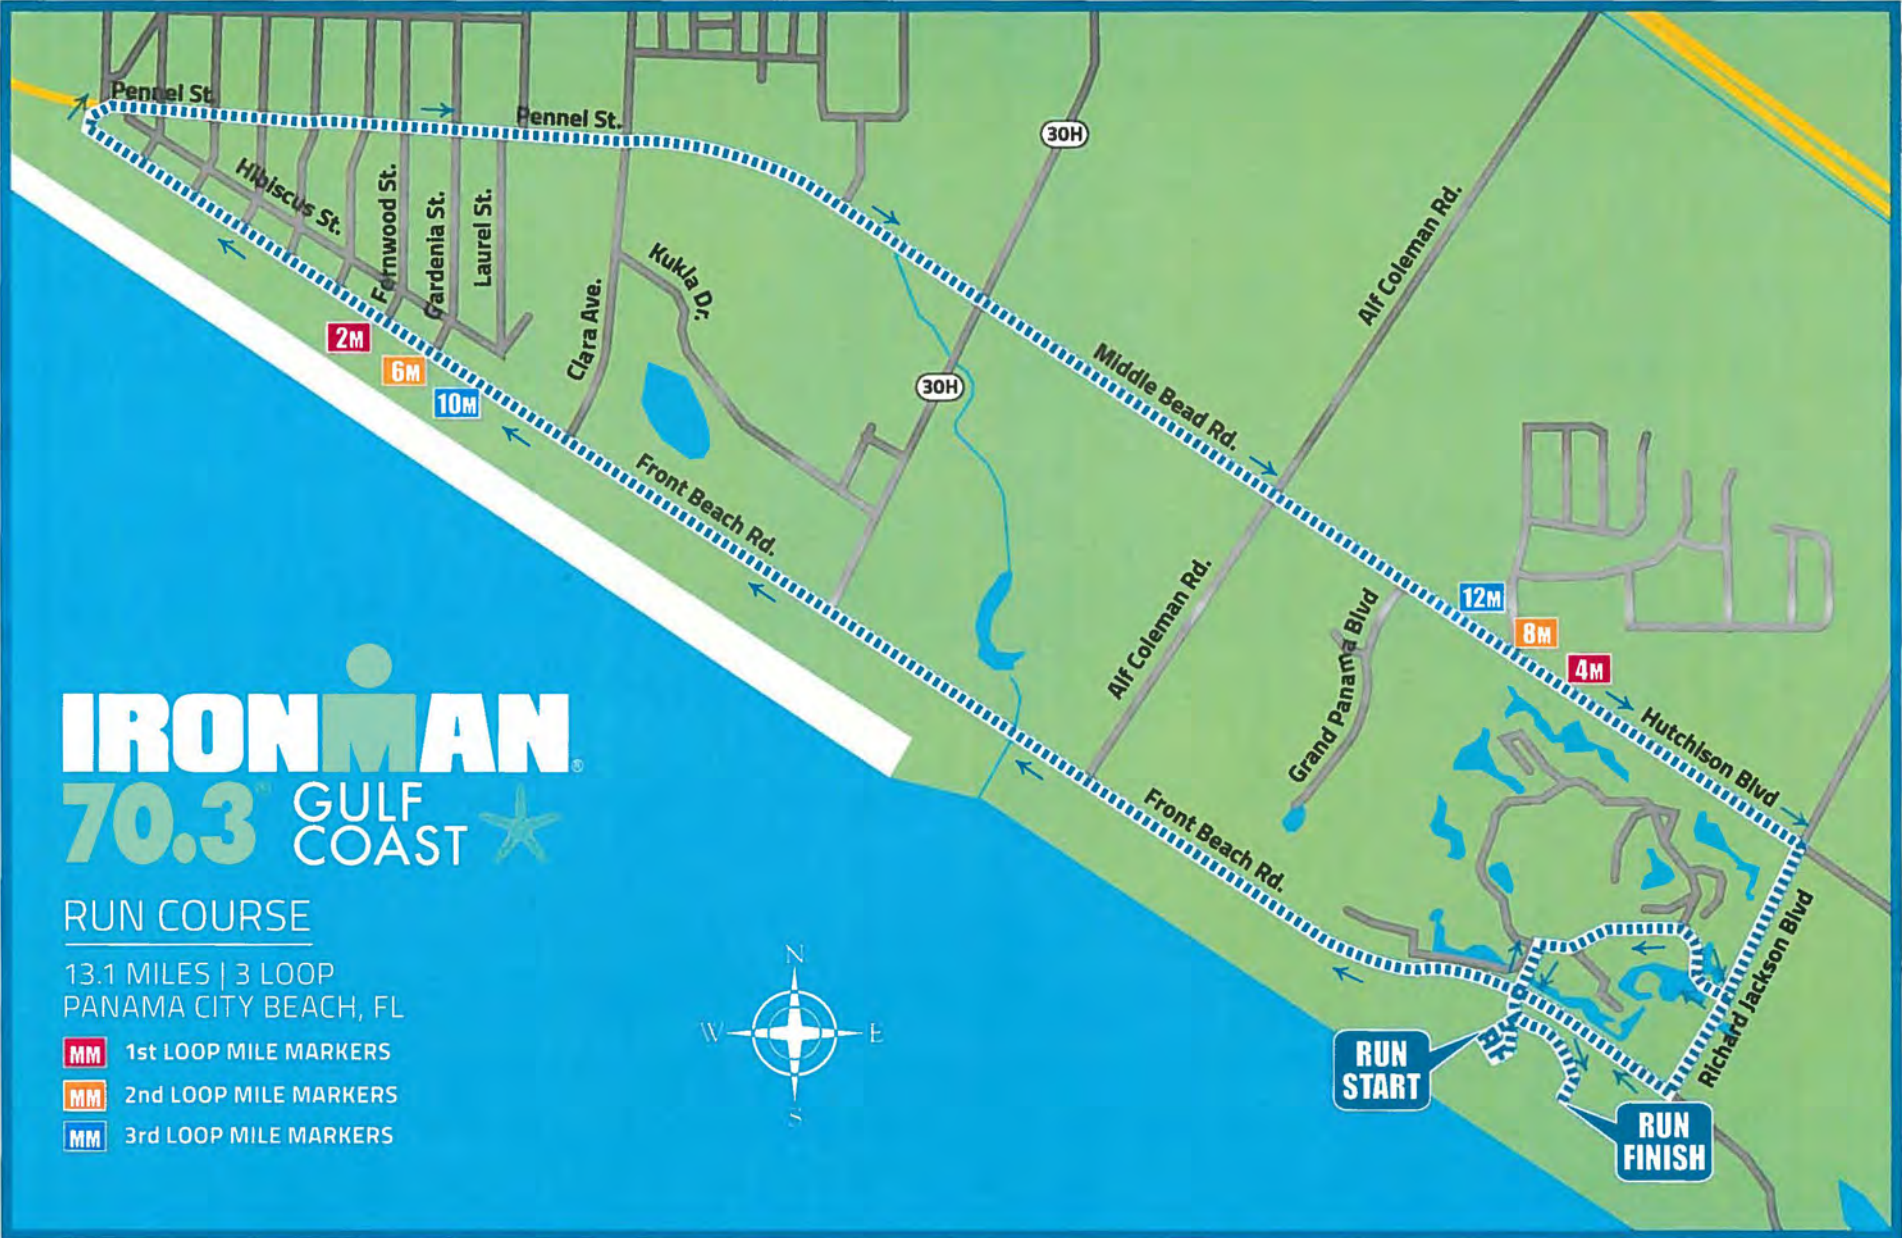 Pennel St.
Pennel St.
30H
Hibiscus St.
Fernwood St.
Gardenia St.
Laurel St.
Kukla Dr.
Clara Ave.
Alf Coleman Rd.
2M
6M
10M
30H
Middle Bead Rd.
Front Beach Rd.
Alf Coleman Rd.
Grand Panama Blvd
12M
8M
4M
Hutchison Blvd
Front Beach Rd.
Richard Jackson Blvd
IRONMAN®
70.3 GULF
COAST
RUN COURSE
13.1 MILES | 3 LOOP
PANAMA CITY BEACH, FL
MM 1st LOOP MILE MARKERS
MM 2nd LOOP MILE MARKERS
MM 3rd LOOP MILE MARKERS
N
W E
S
RUN
START
RUN
FINISH